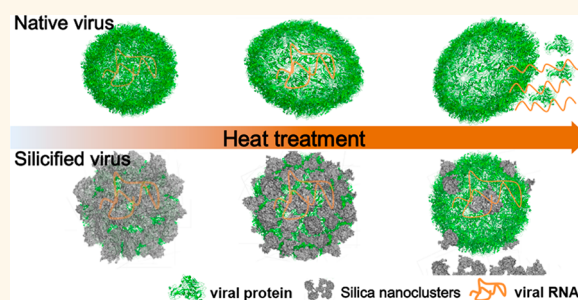 Native virus
Heat treatment
Silicified virus
viral protein Silica nanoclusters viral RNA